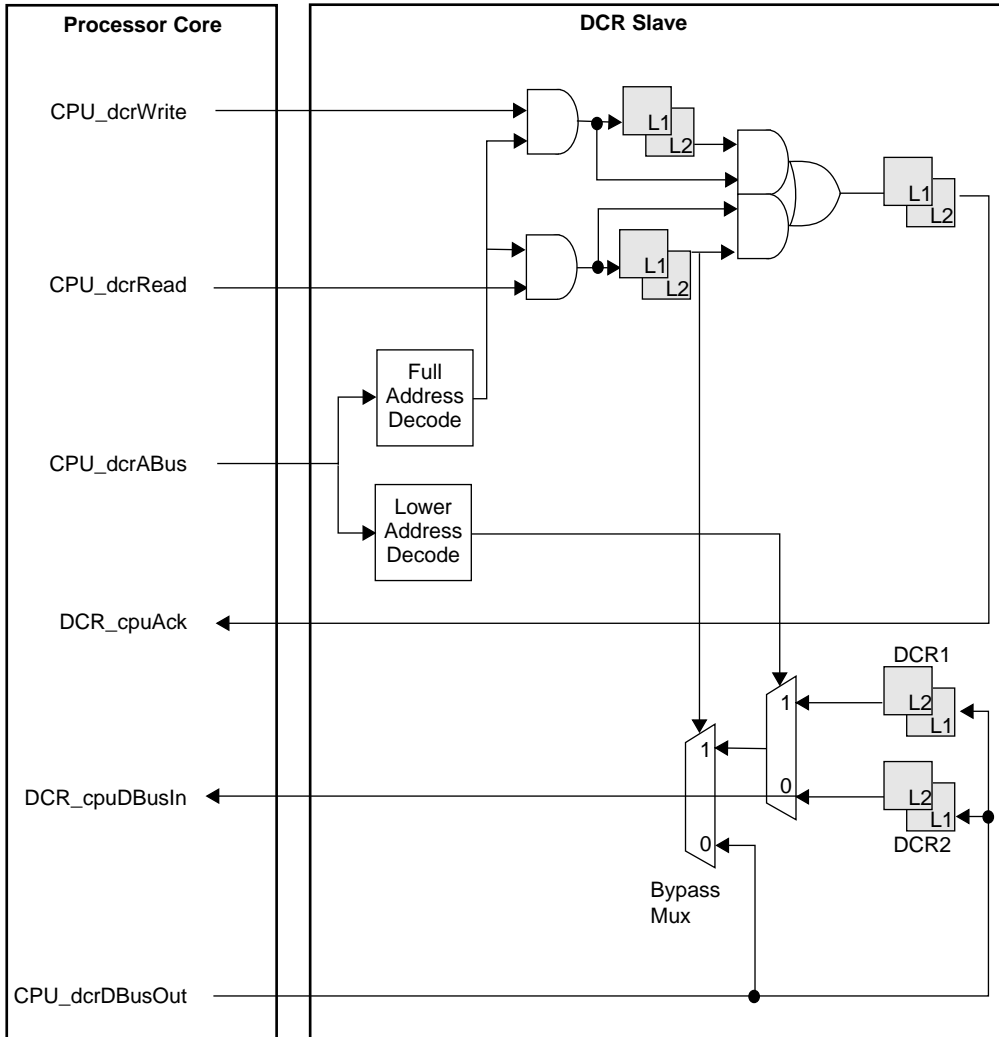 Processor Core
DCR Slave
CPU_dcrWrite
L1
L2
L1
L2
CPU_dcrRead
L1
L2
Full
Address
Decode
CPU_dcrABus
Lower
Address
Decode
DCR_cpuAck
DCR1
1
L2
L1
1
DCR_cpuDBusIn
0
L2
L1
0
DCR2
Bypass
Mux
CPU_dcrDBusOut